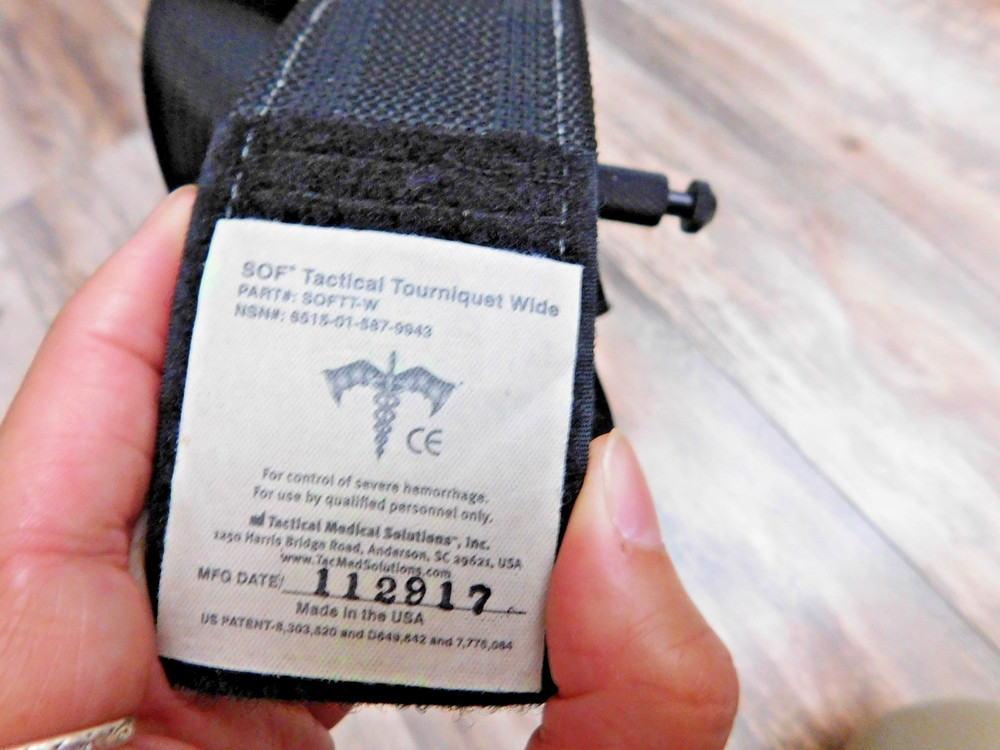 SOF® Tactical Tourniquet Wide
PART#: SOFTT-W
NSN#: 6515-01-587-9943
CE
For control of severe hemorrhage.
For use by qualified personnel only.
Tactical Medical Solutions™, Inc.
1250 Harris Bridge Road, Anderson, SC 29621, USA
www.TacMedSolutions.com
MFG DATE/ 112917
Made in the USA
US PATENT-8,303,620 and D649,642 and 7,776,064